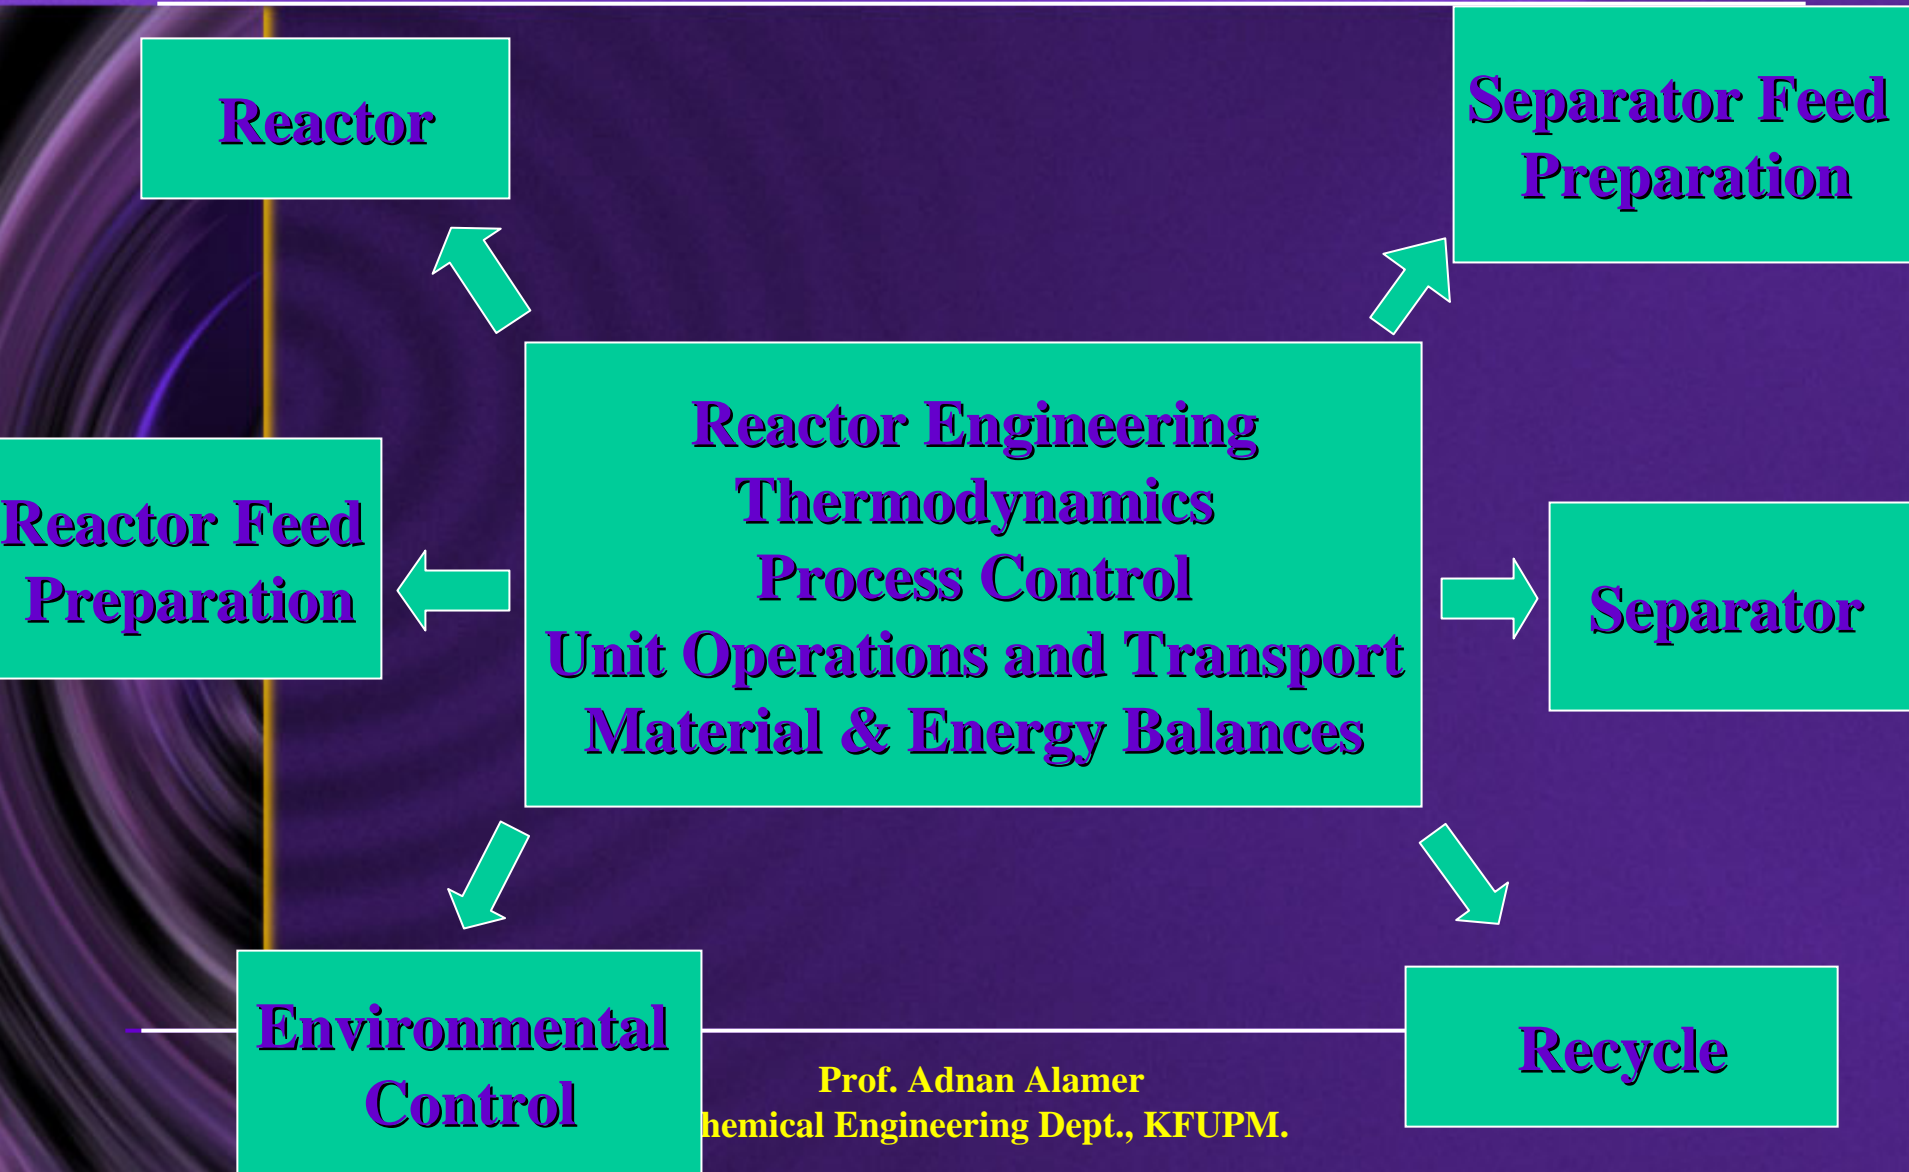 Reactor
Separator Feed
Preparation
Reactor Engineering
Thermodynamics
Process Control
Unit Operations and Transport
Material & Energy Balances
Reactor Feed
Preparation
Separator
Environmental
Control
Recycle
Prof. Adnan Alamer
hemical Engineering Dept., KFUPM.